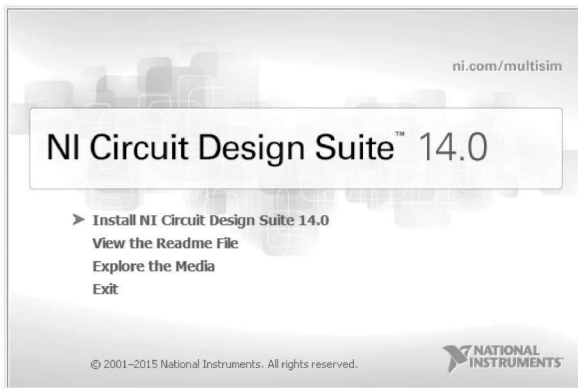 ni.com/multisim
NI Circuit Design Suite™ 14.0
Install NI Circuit Design Suite 14.0
View the Readme File
Explore the Media
Exit
© 2001–2015 National Instruments. All rights reserved.
NATIONAL
INSTRUMENTS